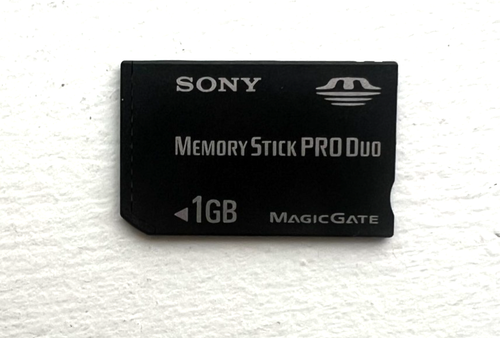 SONY
MEMORY STICK PRO DUO
◀1GB MAGICGATE